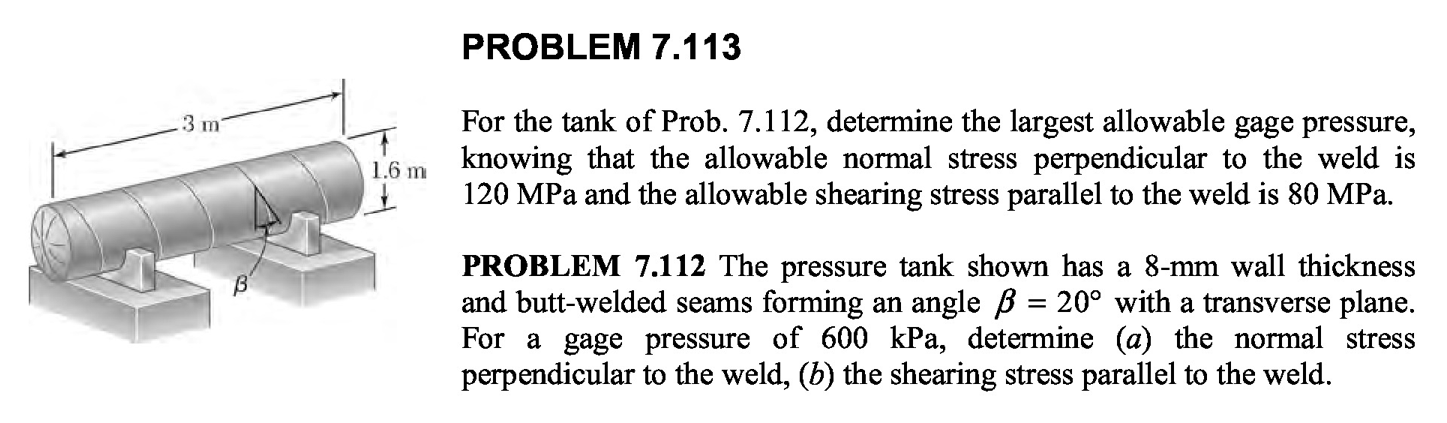 PROBLEM 7.113
3 m
1.6 m
β
For the tank of Prob. 7.112, determine the largest allowable gage pressure,
knowing that the allowable normal stress perpendicular to the weld is
120 MPa and the allowable shearing stress parallel to the weld is 80 MPa.
PROBLEM 7.112 The pressure tank shown has a 8-mm wall thickness
and butt-welded seams forming an angle β = 20° with a transverse plane.
For a gage pressure of 600 kPa, determine (a) the normal stress
perpendicular to the weld, (b) the shearing stress parallel to the weld.